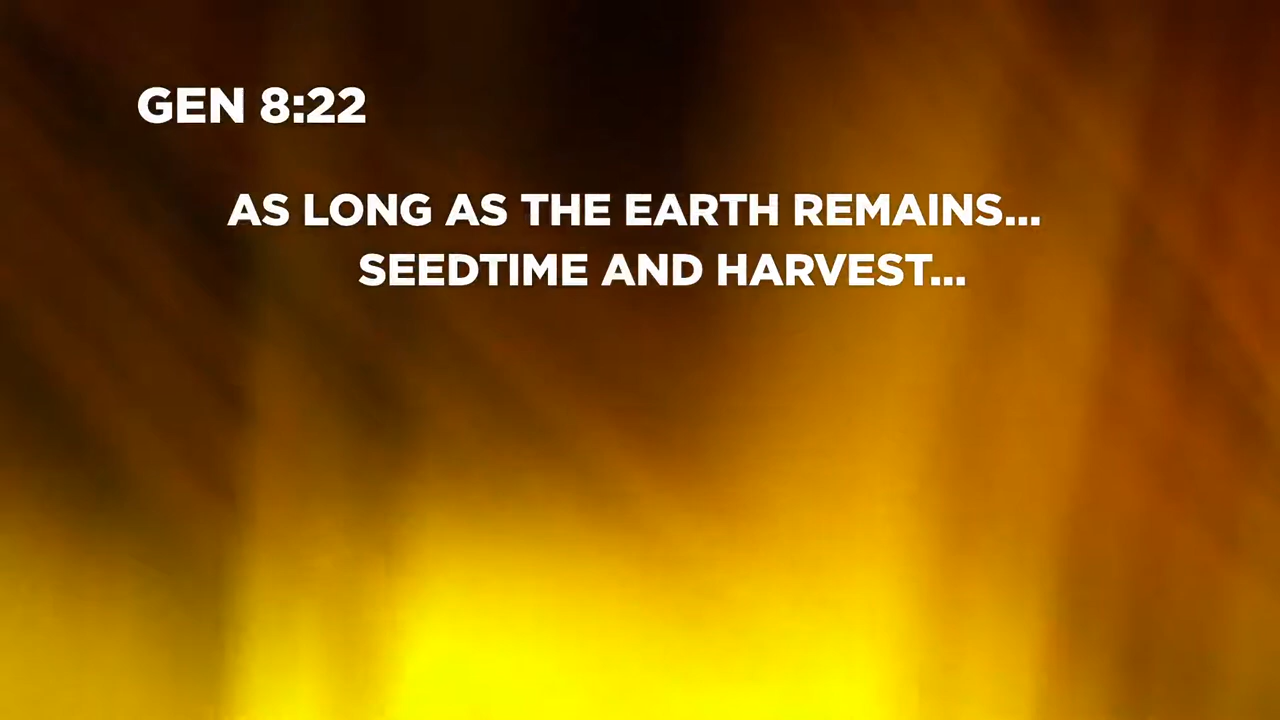 GEN 8:22
AS LONG AS THE EARTH REMAINS...
SEEDTIME AND HARVEST...